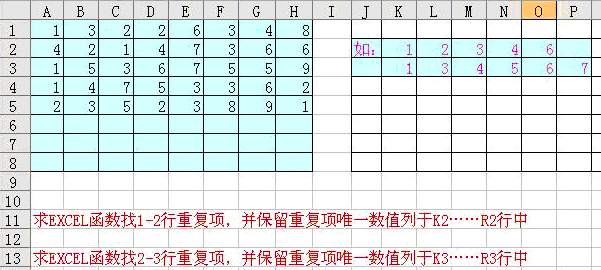 A B C D E F G H I J K L M N O P
1 1 3 2 2 6 3 4 8
2 4 2 1 4 7 3 6 6 如: 1 2 3 4 6
3 1 5 3 6 7 5 5 9 1 3 4 5 6 7
4 1 4 7 5 3 3 6 2
5 2 3 5 2 3 8 9 1
6
7
8
9
10
11 求EXCEL函数找1-2行重复项，并保留重复项唯一数值列于K2……R2行中
12
13 求EXCEL函数找2-3行重复项，并保留重复项唯一数值列于K3……R3行中